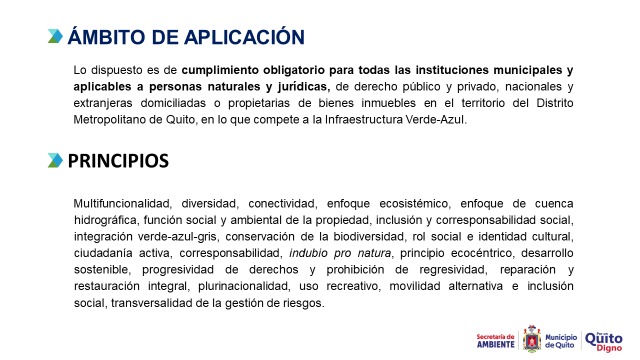 ÁMBITO DE APLICACIÓN
Lo dispuesto es de cumplimiento obligatorio para todas las instituciones municipales y
aplicables a personas naturales y jurídicas, de derecho público y privado, nacionales y
extranjeras domiciliadas o propietarias de bienes inmuebles en el territorio del Distrito
Metropolitano de Quito, en lo que compete a la Infraestructura Verde-Azul.
PRINCIPIOS
Multifuncionalidad, diversidad, conectividad, enfoque ecosistémico, enfoque de cuenca
hidrográfica, función social y ambiental de la propiedad, inclusión y corresponsabilidad social,
integración verde-azul-gris, conservación de la biodiversidad, rol social e identidad cultural,
ciudadanía activa, corresponsabilidad, indubio pro natura, principio ecocéntrico, desarrollo
sostenible, progresividad de derechos y prohibición de regresividad, reparación y
restauración integral, plurinacionalidad, uso recreativo, movilidad alternativa e inclusión
social, transversalidad de la gestión de riesgos.
Secretaría de
AMBIENTE
Municipio
de Quito
Por un
Quito
Digno